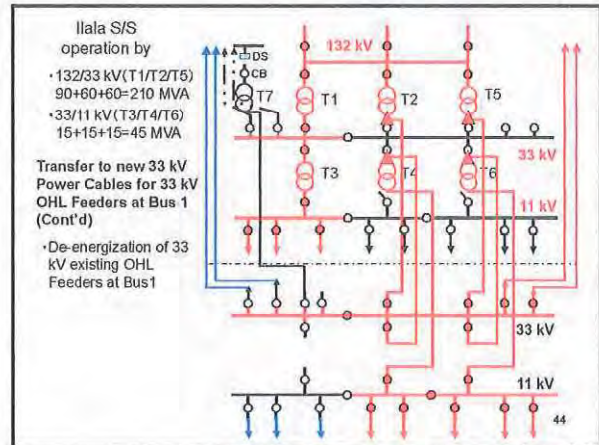 Ilala S/S
operation by
·132/33 kV(T1/T2/T5)
90+60+60=210 MVA
·33/11 kV(T3/T4/T6)
15+15+15=45 MVA
Transfer to new 33 kV
Power Cables for 33 kV
OHL Feeders at Bus 1
(Cont'd)
·De-energization of 33
kV existing OHL
Feeders at Bus1
DS
CB
T7
132 kV
T1
T2
T5
33 kV
T3
T4
T6
11 kV
33 kV
11 kV
44